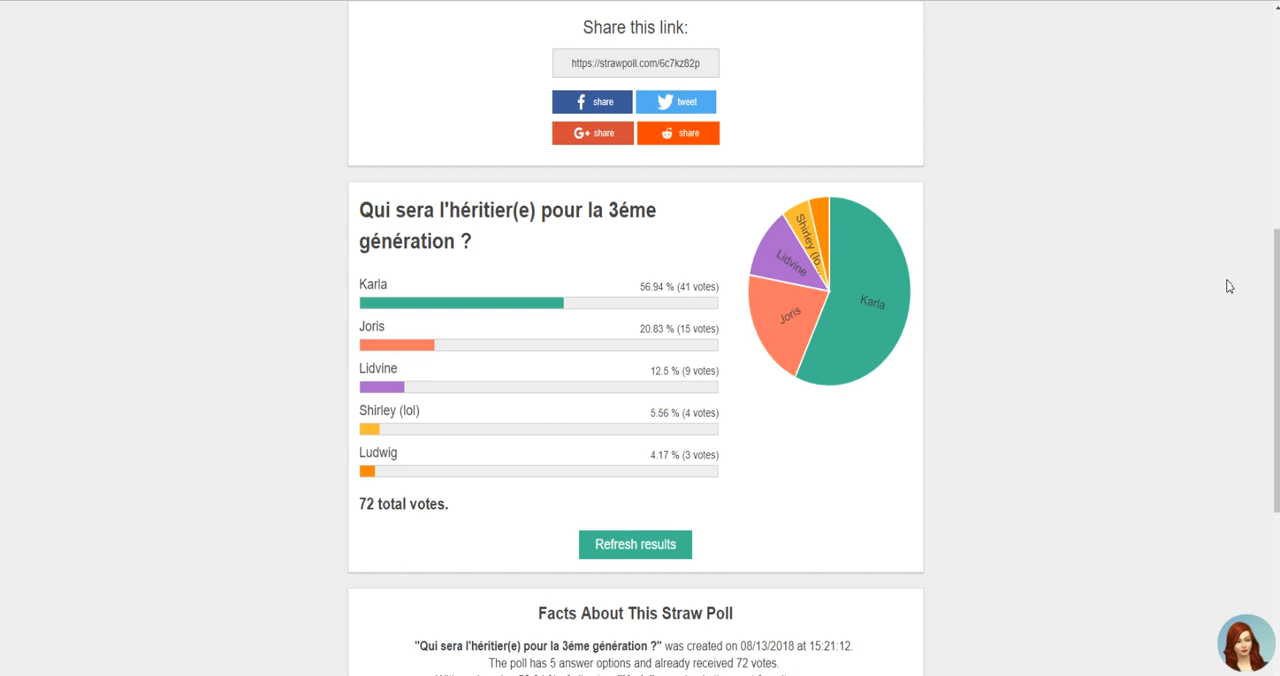 Share this link:
https://strawpoll.com/6c7kz82p
share
tweet
share
share
Qui sera l'héritier(e) pour la 3éme
génération ?
Karla
56.94 % (41 votes)
Joris
20.83 % (15 votes)
Lidvine
12.5 % (9 votes)
Shirley (lol)
5.56 % (4 votes)
Ludwig
4.17 % (3 votes)
72 total votes.
Shirley (lo...
Lidvine
Joris
Karla
Refresh results
Facts About This Straw Poll
"Qui sera l'héritier(e) pour la 3éme génération ?" was created on 08/13/2018 at 15:21:12.
The poll has 5 answer options and already received 72 votes.